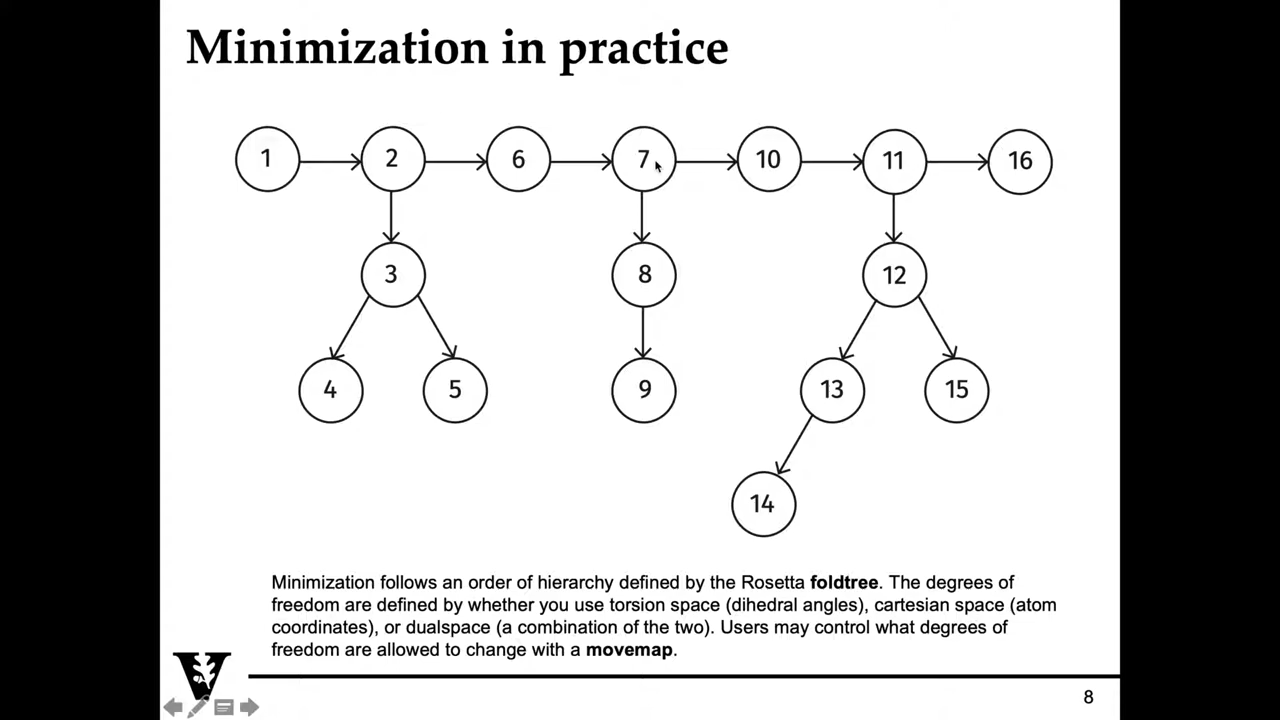 Minimization in practice
1 2 6 7 10 11 16
3 8 12
4 5 9 13 15
14
Minimization follows an order of hierarchy defined by the Rosetta foldtree. The degrees of
freedom are defined by whether you use torsion space (dihedral angles), cartesian space (atom
coordinates), or dualspace (a combination of the two). Users may control what degrees of
freedom are allowed to change with a movemap.
8